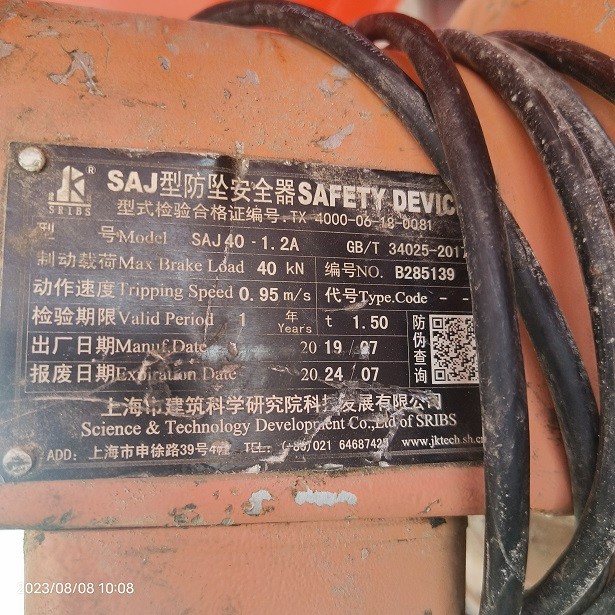 R SRIBS ®
SAJ型防坠安全器SAFETY DEVIC
型式检验合格证编号.TX 4000-06-18-0081
型 号Model SAJ40-1.2A GB/T 34025-2017
制动载荷Max Brake Load 40 kN 编号NO. B285139
动作速度Tripping Speed 0.95 m/s 代号Type.Code - -
检验期限Valid Period 1 年Years t 1.50
出厂日期Manuf.Date 2019/07
报废日期Expiration Date 2024/07
防伪查询
上海市建筑科学研究院科技发展有限公司
Science & Technology Development Co.,Ltd of SRIBS
ADD: 上海市申徐路39号 TEL: (+86)021 6468742 www.jktech.sh.cn
2023/08/08 10:08